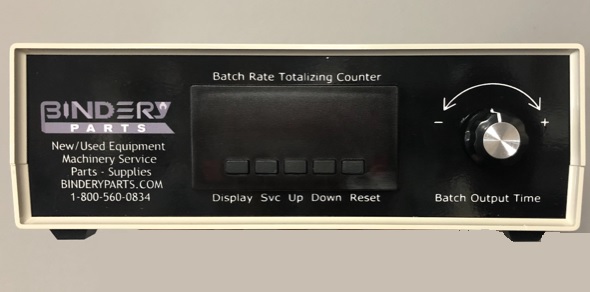 Batch Rate Totalizing Counter
BINDERY
PARTS
New/Used Equipment
Machinery Service
Parts - Supplies
BINDERYPARTS.COM
1-800-560-0834
Display Svc Up Down Reset
- +
Batch Output Time